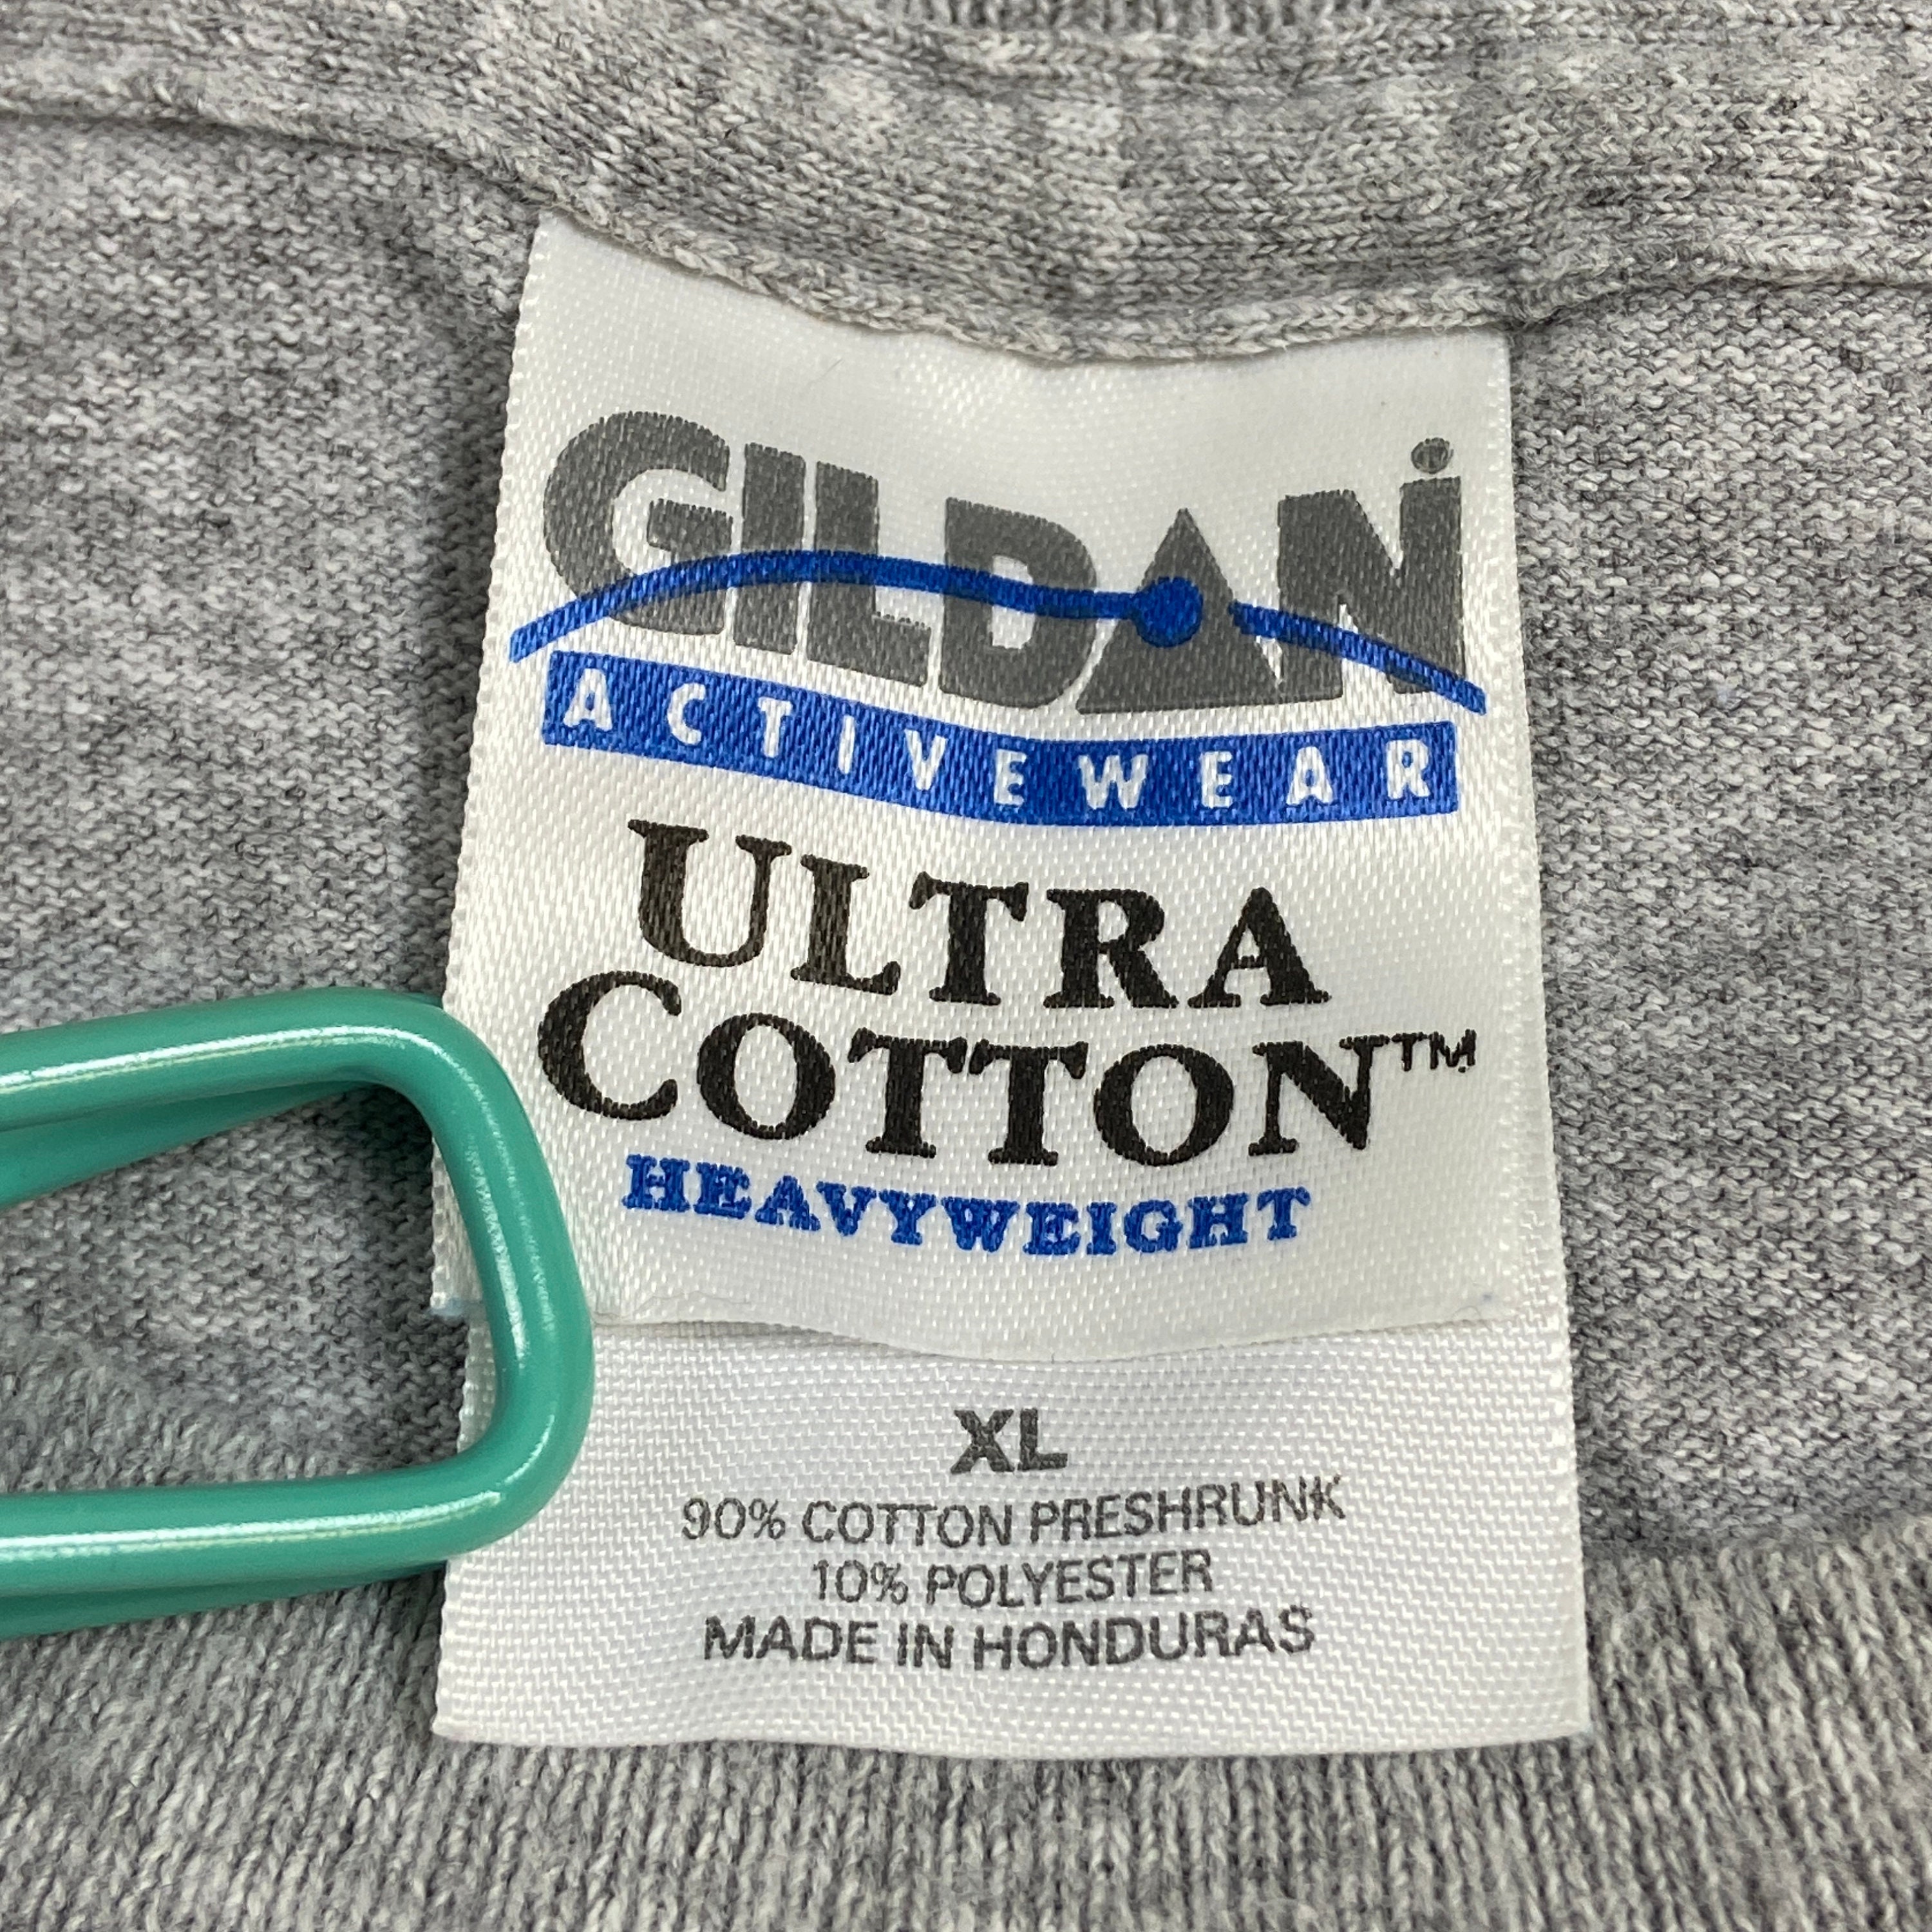 GILDAN
ACTIVEWEAR
ULTRA
COTTON™
HEAVYWEIGHT
XL
90% COTTON PRESHRUNK
10% POLYESTER
MADE IN HONDURAS